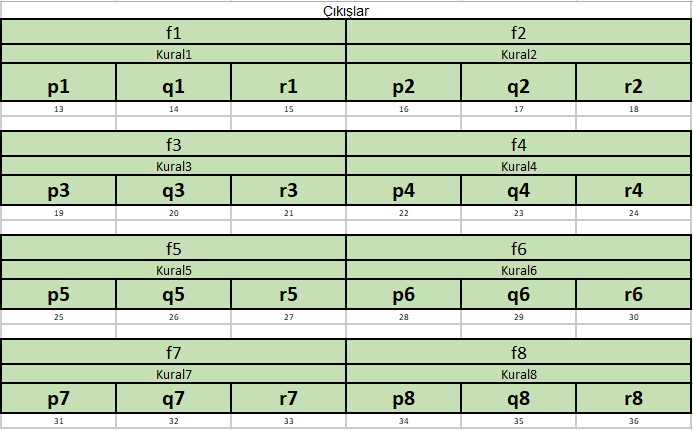 Çıkışlar
f1 f2
Kural1 Kural2
p1 q1 r1 p2 q2 r2
13 14 15 16 17 18
f3 f4
Kural3 Kural4
p3 q3 r3 p4 q4 r4
19 20 21 22 23 24
f5 f6
Kural5 Kural6
p5 q5 r5 p6 q6 r6
25 26 27 28 29 30
f7 f8
Kural7 Kural8
p7 q7 r7 p8 q8 r8
31 32 33 34 35 36